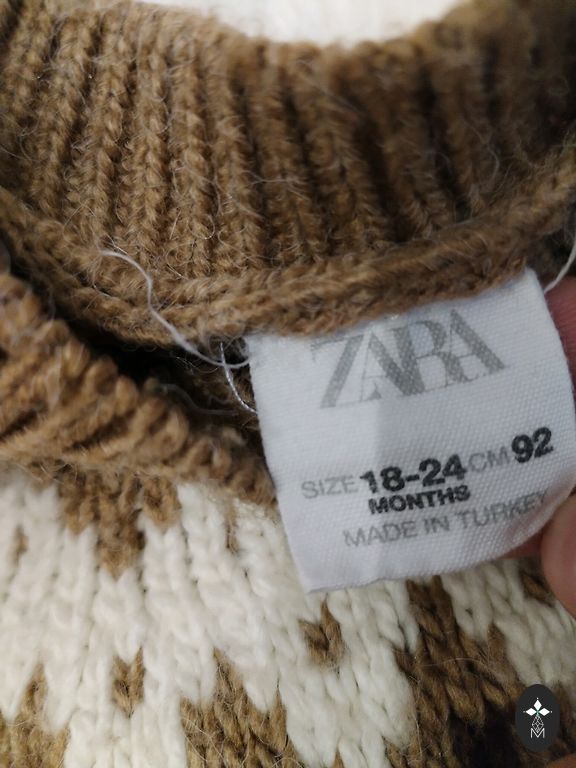 ZARA
SIZE 18-24 CM 92
MONTHS
MADE IN TURKEY
M